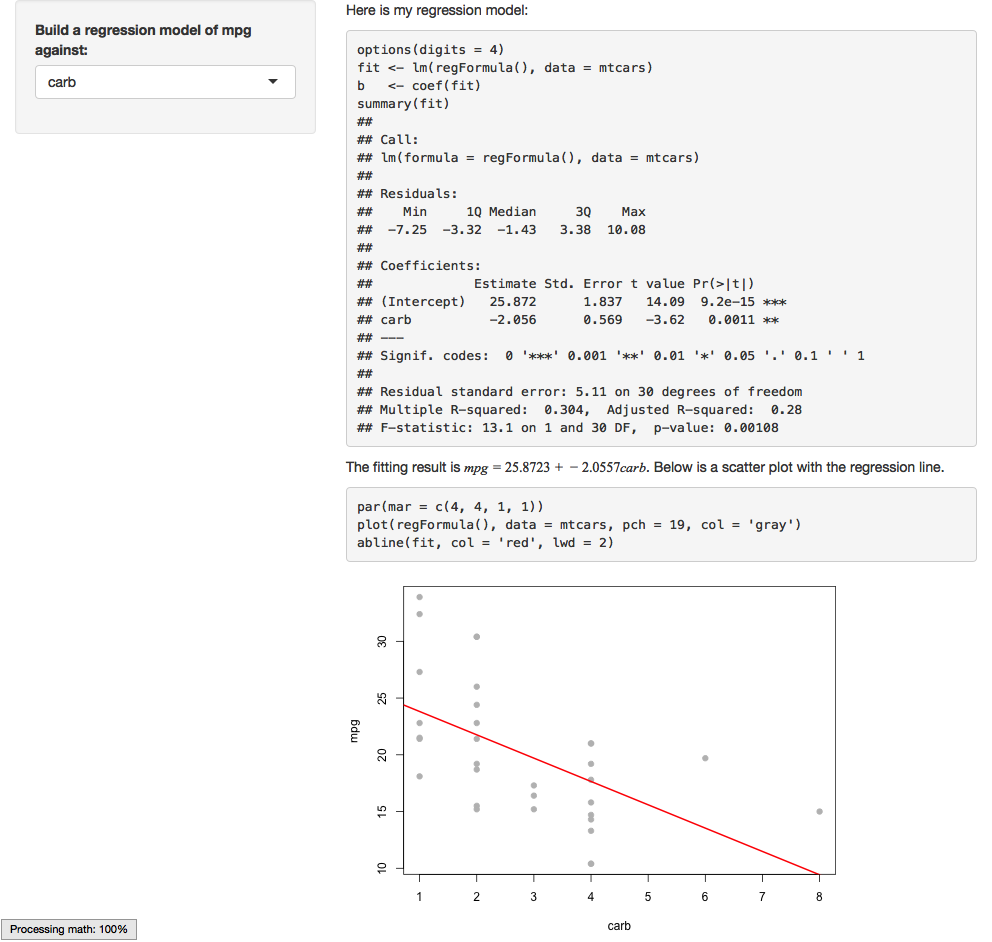 Build a regression model of mpg
against:
carb
Here is my regression model:
options(digits = 4)
fit <- lm(regFormula(), data = mtcars)
b   <- coef(fit)
summary(fit)
##
## Call:
## lm(formula = regFormula(), data = mtcars)
##
## Residuals:
##    Min     1Q Median     3Q    Max
##  -7.25  -3.32  -1.43   3.38  10.08
##
## Coefficients:
##             Estimate Std. Error t value Pr(>|t|)
## (Intercept)   25.872      1.837   14.09  9.2e-15 ***
## carb          -2.056      0.569   -3.62   0.0011 **
## ---
## Signif. codes:  0 '***' 0.001 '**' 0.01 '*' 0.05 '.' 0.1 ' ' 1
##
## Residual standard error: 5.11 on 30 degrees of freedom
## Multiple R-squared:  0.304,  Adjusted R-squared:  0.28
## F-statistic: 13.1 on 1 and 30 DF,  p-value: 0.00108
The fitting result is mpg = 25.8723 + − 2.0557carb. Below is a scatter plot with the regression line.
par(mar = c(4, 4, 1, 1))
plot(regFormula(), data = mtcars, pch = 19, col = 'gray')
abline(fit, col = 'red', lwd = 2)
30
25
20
15
10
mpg
1 2 3 4 5 6 7 8
carb
Processing math: 100%